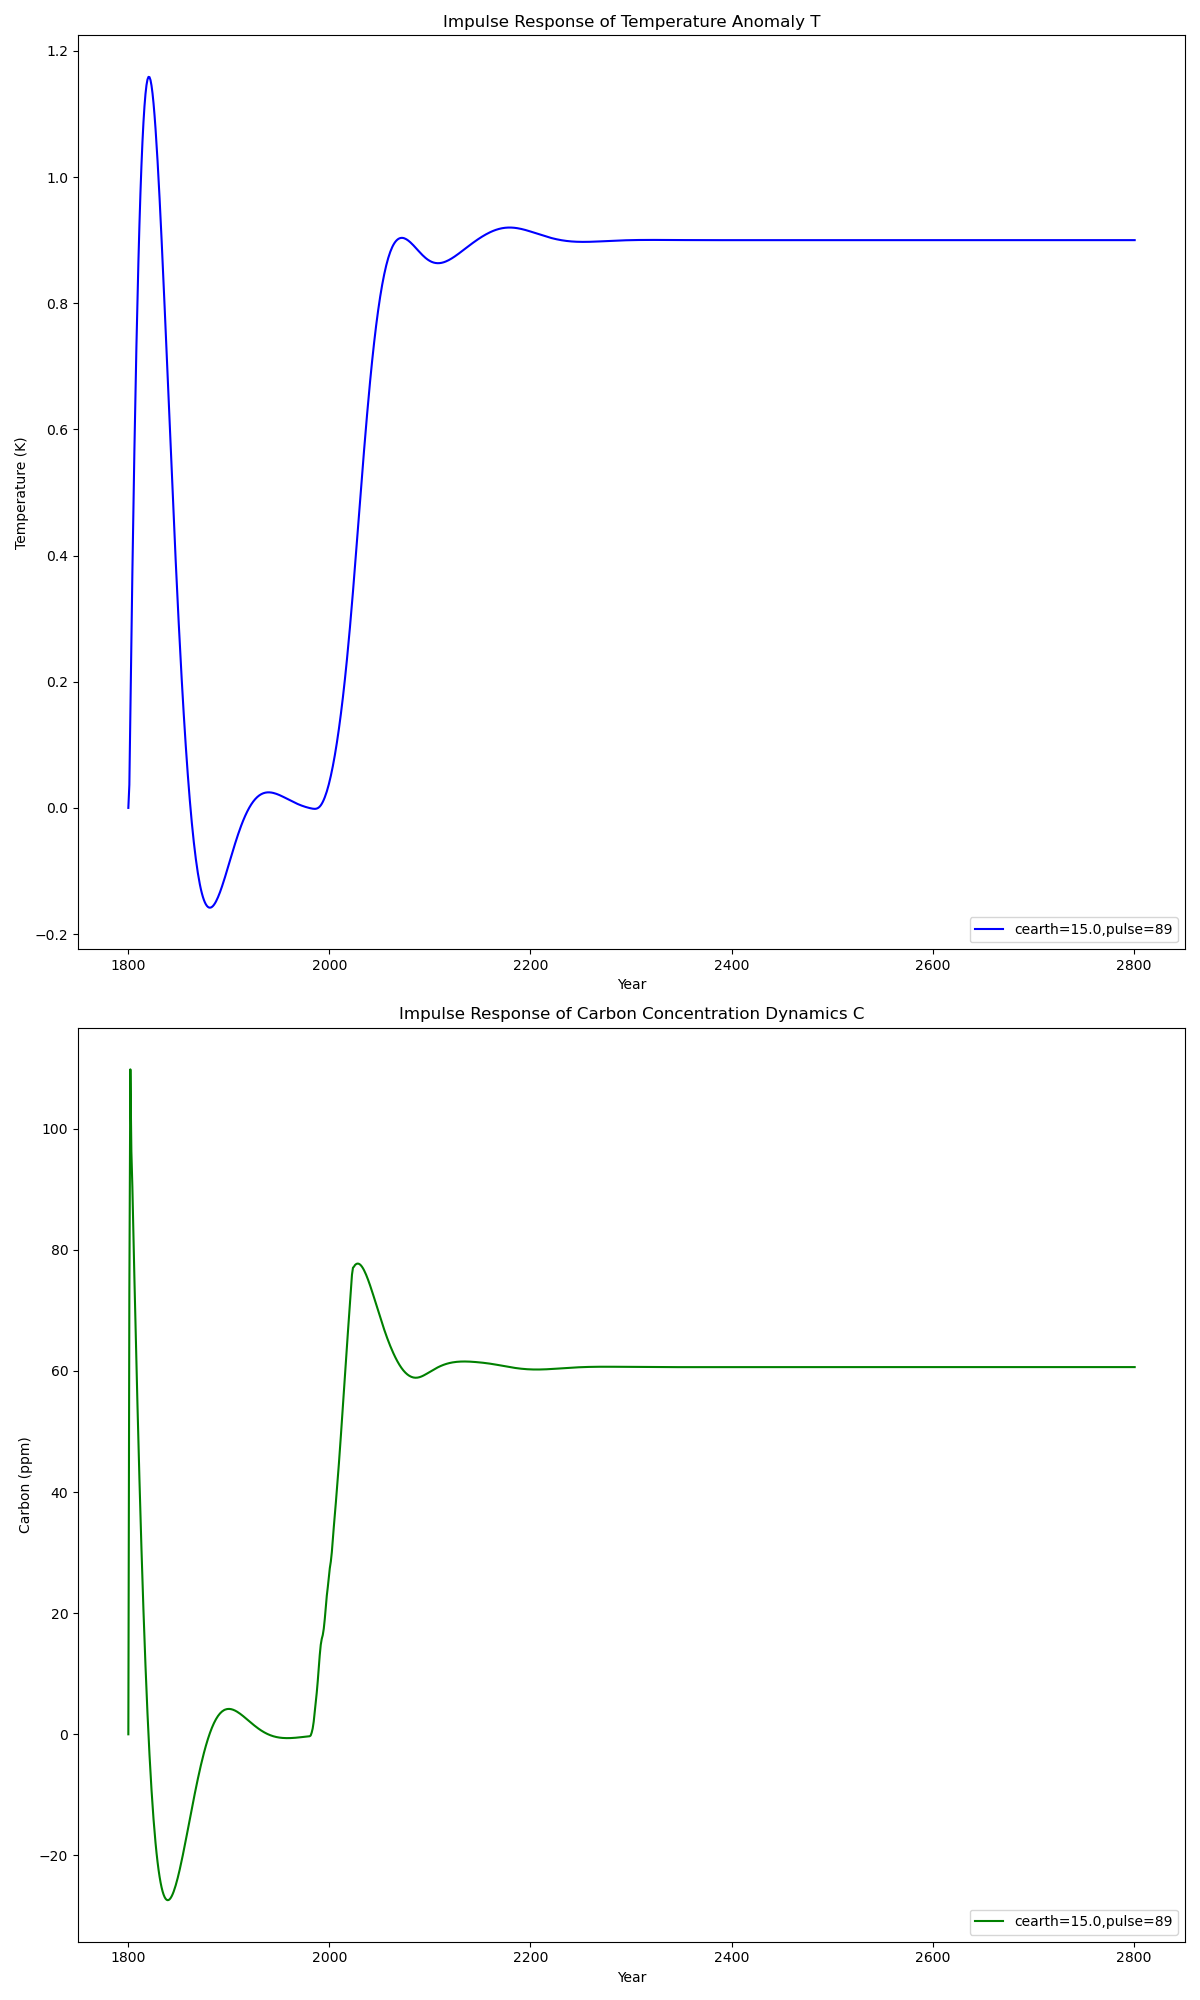 Impulse Response of Temperature Anomaly T
1.2
1.0
0.8
0.6
0.4
0.2
0.0
−0.2
Temperature (K)
cearth=15.0,pulse=89
1800 2000 2200 2400 2600 2800
Year
Impulse Response of Carbon Concentration Dynamics C
100
80
60
40
20
0
−20
Carbon (ppm)
cearth=15.0,pulse=89
1800 2000 2200 2400 2600 2800
Year